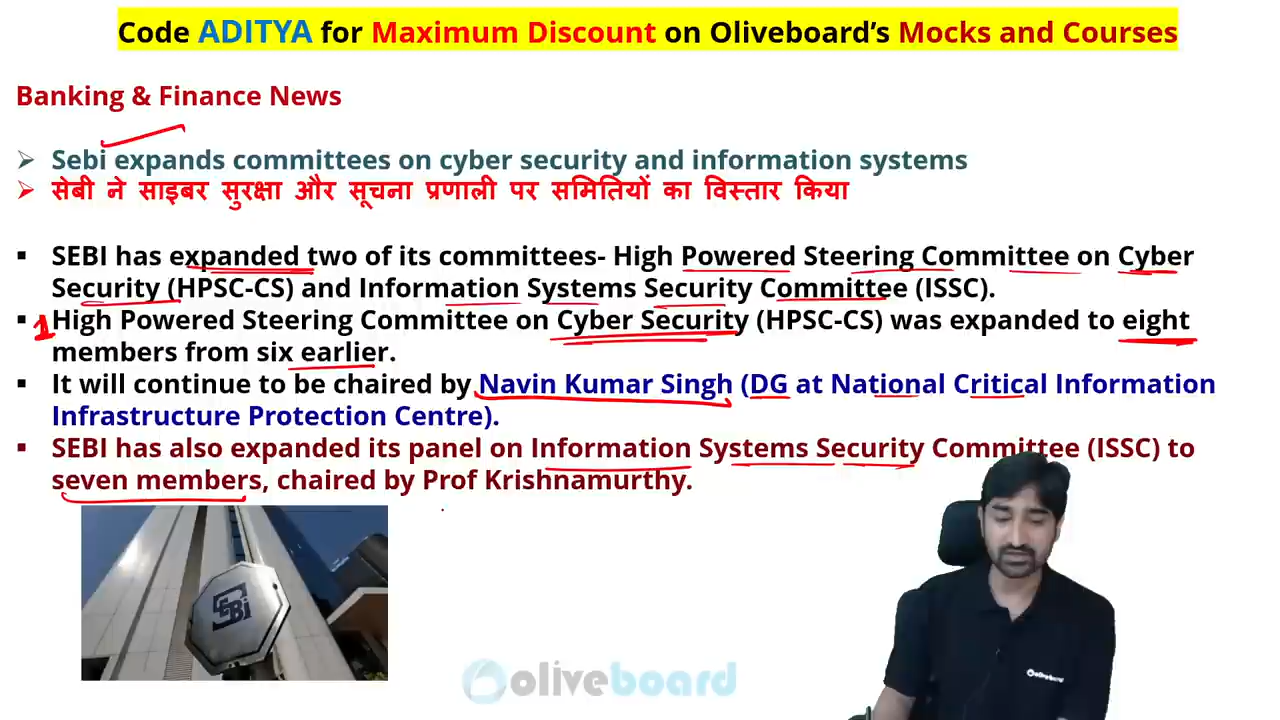 Code ADITYA for Maximum Discount on Oliveboard’s Mocks and Courses
Banking & Finance News
➢ Sebi expands committees on cyber security and information systems
➢ सेबी ने साइबर सुरक्षा और सूचना प्रणाली पर समितियों का विस्तार किया
▪ SEBI has expanded two of its committees- High Powered Steering Committee on Cyber
Security (HPSC-CS) and Information Systems Security Committee (ISSC).
▪ 1 High Powered Steering Committee on Cyber Security (HPSC-CS) was expanded to eight
members from six earlier.
▪ It will continue to be chaired by Navin Kumar Singh (DG at National Critical Information
Infrastructure Protection Centre).
▪ SEBI has also expanded its panel on Information Systems Security Committee (ISSC) to
seven members, chaired by Prof Krishnamurthy.
SEBI
oliveboard
oliveboard